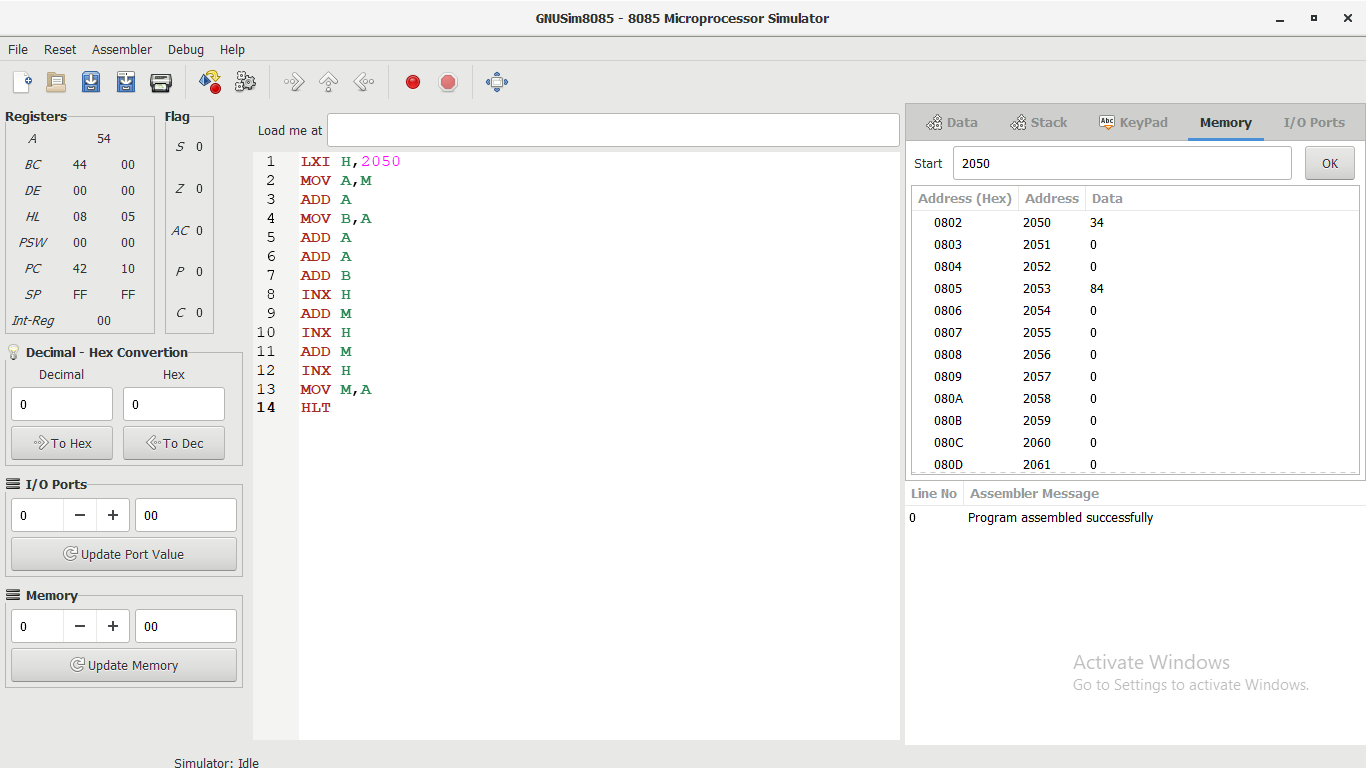 GNUSim8085 - 8085 Microprocessor Simulator
File Reset Assembler Debug Help
Registers
A 54
BC 44 00
DE 00 00
HL 08 05
PSW 00 00
PC 42 10
SP FF FF
Int-Reg 00
Flag
S 0
Z 0
AC 0
P 0
C 0
Decimal - Hex Convertion
Decimal Hex
0 0
To Hex To Dec
I/O Ports
0 − + 00
Update Port Value
Memory
0 − + 00
Update Memory
Load me at
1 LXI H,2050
2 MOV A,M
3 ADD A
4 MOV B,A
5 ADD A
6 ADD A
7 ADD B
8 INX H
9 ADD M
10 INX H
11 ADD M
12 INX H
13 MOV M,A
14 HLT
Data Stack Abc KeyPad Memory I/O Ports
Start 2050 OK
Address (Hex) Address Data
0802 2050 34
0803 2051 0
0804 2052 0
0805 2053 84
0806 2054 0
0807 2055 0
0808 2056 0
0809 2057 0
080A 2058 0
080B 2059 0
080C 2060 0
080D 2061 0
Line No Assembler Message
0 Program assembled successfully
Activate Windows
Go to Settings to activate Windows.
Simulator: Idle